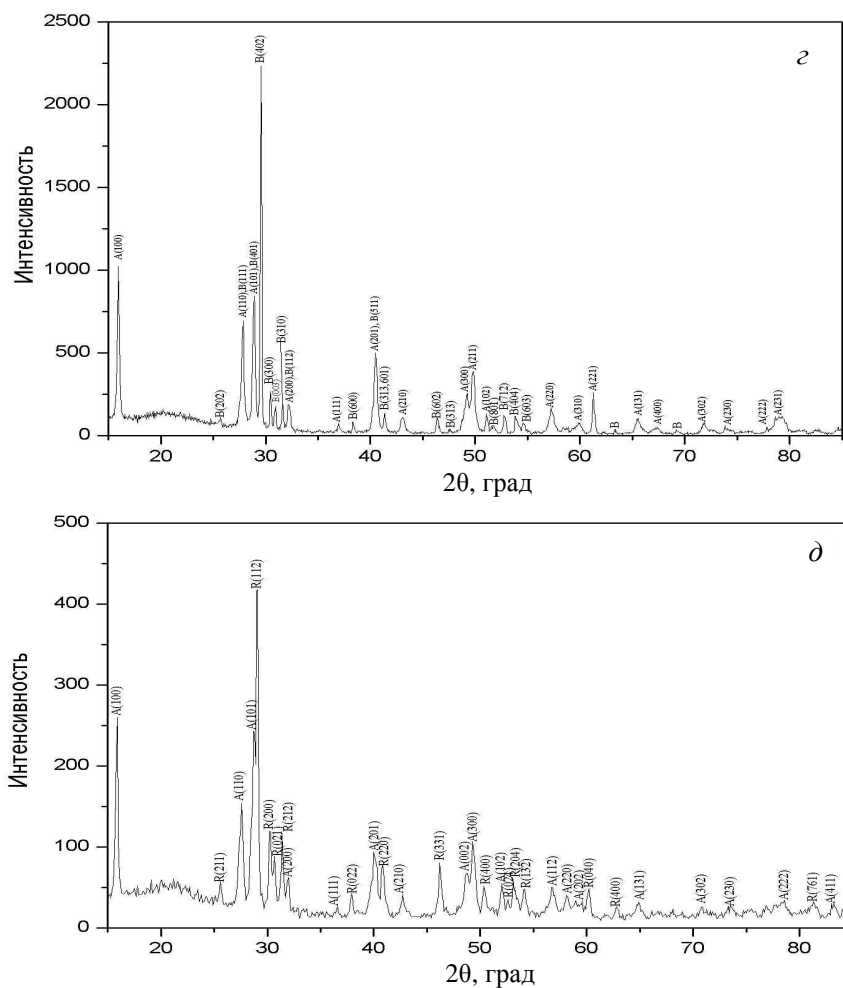 г
Интенсивность
2500
2000
1500
1000
500
0
A(100)
B(202)
A(110),B(111)
A(101),B(401)
B(402)
B(300)
B(003)
B(310)
A(200),B(112)
A(111)
B(600)
A(201), B(511)
B(313,601)
A(210)
B(602)
B(313)
A(300)
A(211)
A(102)
B(801)
B(712)
B(404)
B(603)
A(220)
A(310)
A(221)
B
A(131)
A(400)
B
A(302)
A(230)
A(222)
A(231)
20 30 40 50 60 70 80
2θ, град
д
Интенсивность
500
400
300
200
100
0
A(100)
R(211)
A(110)
A(101)
R(112)
R(200)
R(021)
R(212)
A(200)
A(111)
R(022)
A(201)
R(220)
A(210)
R(331)
A(002)
A(300)
R(400)
A(102)
R(204)
R(132)
A(112)
A(220)
A(202)
R(040)
R(400)
A(131)
A(302)
A(230)
A(222)
R(761)
A(411)
20 30 40 50 60 70 80
2θ, град